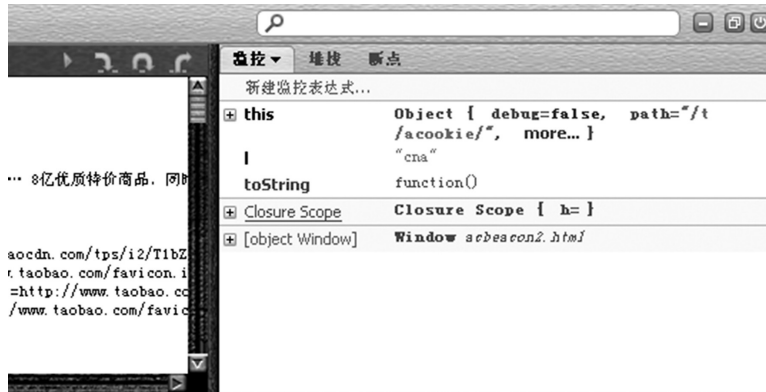 监控 堆栈 断点
新建监控表达式...
this Object { debug=false, path="/t
/acookie/", more... }
l "cna"
toString function()
Closure Scope Closure Scope { h= }
[object Window] Window acbeacon2.html
… 8亿优质特价商品. 同时
aocdn.com/tps/i2/T1bZ
w.taobao.com/favicon.i
=http://www.taobao.co
/www.taobao.com/favic